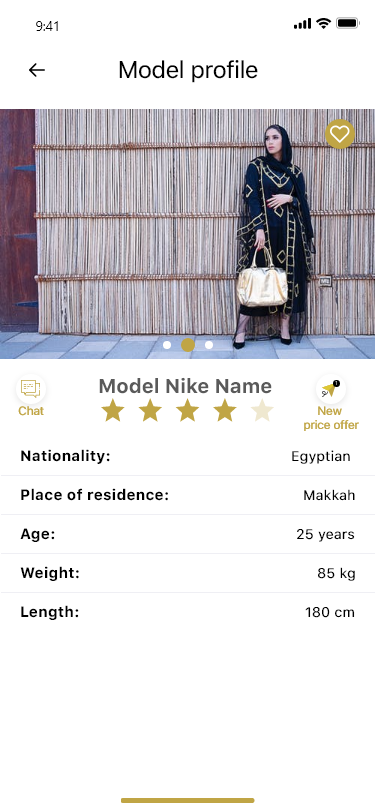 9:41
Model profile
Model Nike Name
Chat
New
price offer
Nationality: Egyptian
Place of residence: Makkah
Age: 25 years
Weight: 85 kg
Length: 180 cm